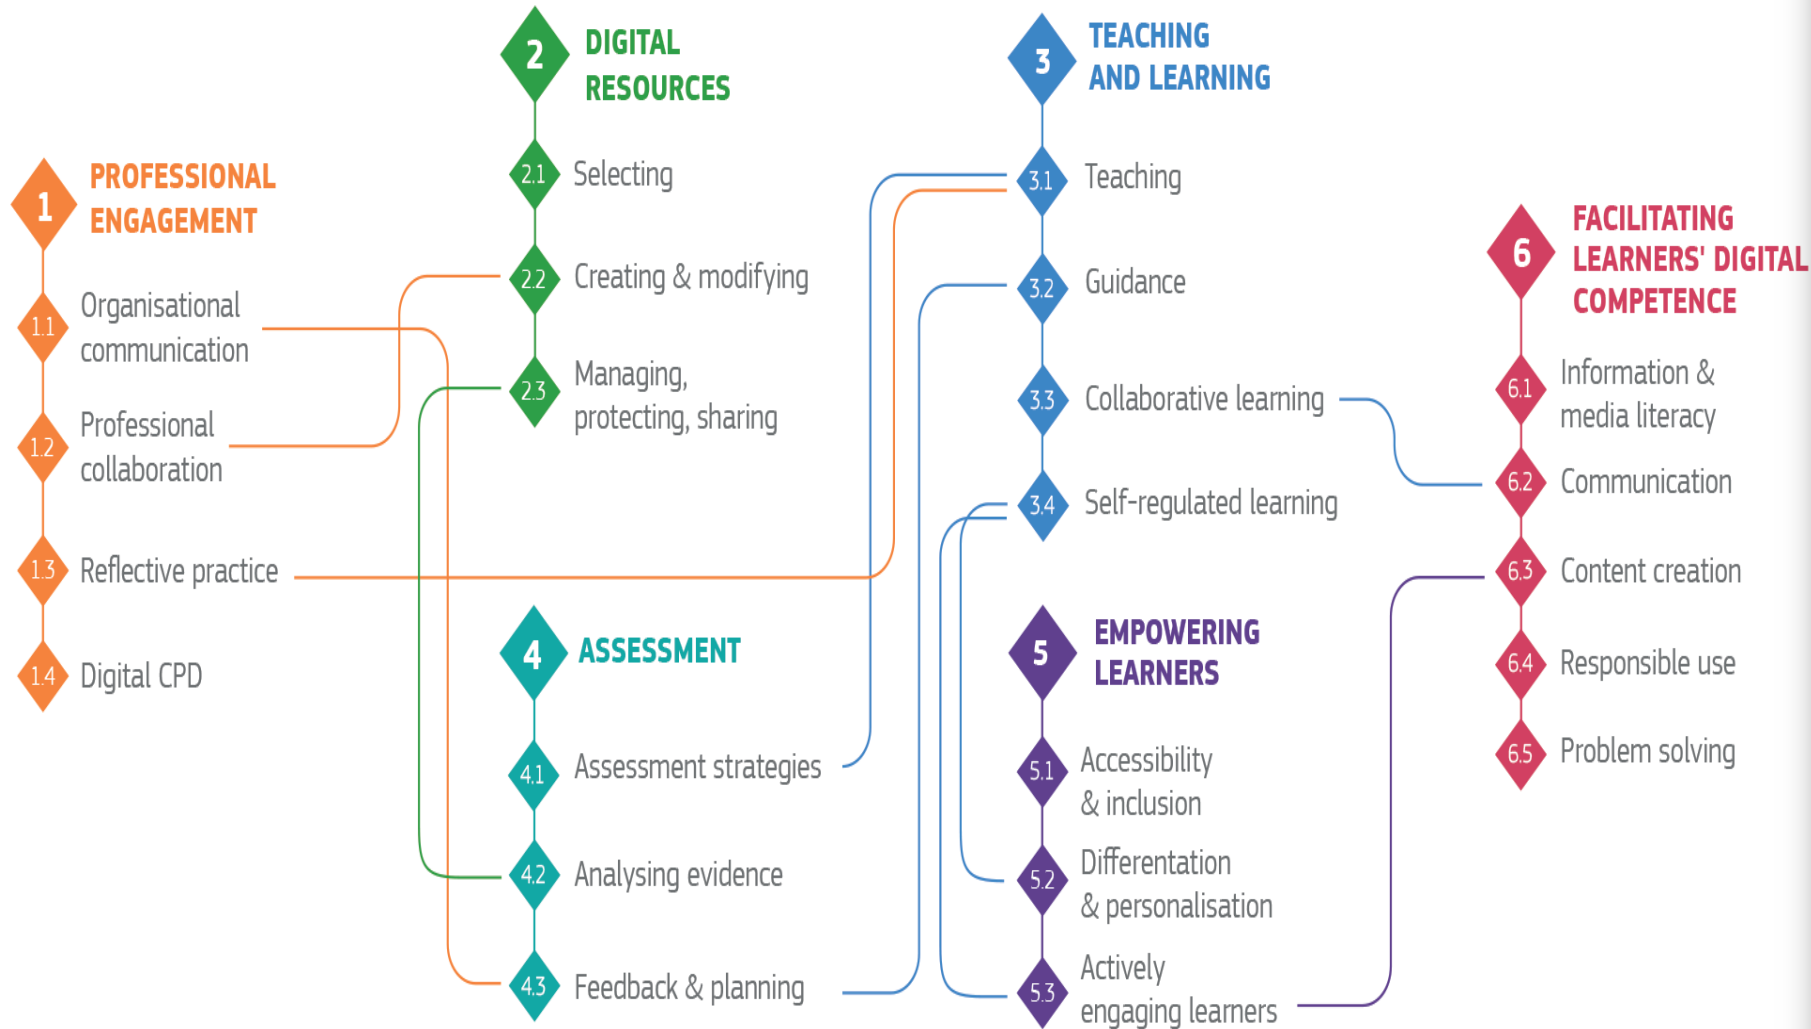 1
PROFESSIONAL
ENGAGEMENT
1.1
Organisational
communication
1.2
Professional
collaboration
1.3
Reflective practice
1.4
Digital CPD
2
DIGITAL
RESOURCES
2.1
Selecting
2.2
Creating & modifying
2.3
Managing,
protecting, sharing
3
TEACHING
AND LEARNING
3.1
Teaching
3.2
Guidance
3.3
Collaborative learning
3.4
Self-regulated learning
4
ASSESSMENT
4.1
Assessment strategies
4.2
Analysing evidence
4.3
Feedback & planning
5
EMPOWERING
LEARNERS
5.1
Accessibility
& inclusion
5.2
Differentation
& personalisation
5.3
Actively
engaging learners
6
FACILITATING
LEARNERS' DIGITAL
COMPETENCE
6.1
Information &
media literacy
6.2
Communication
6.3
Content creation
6.4
Responsible use
6.5
Problem solving